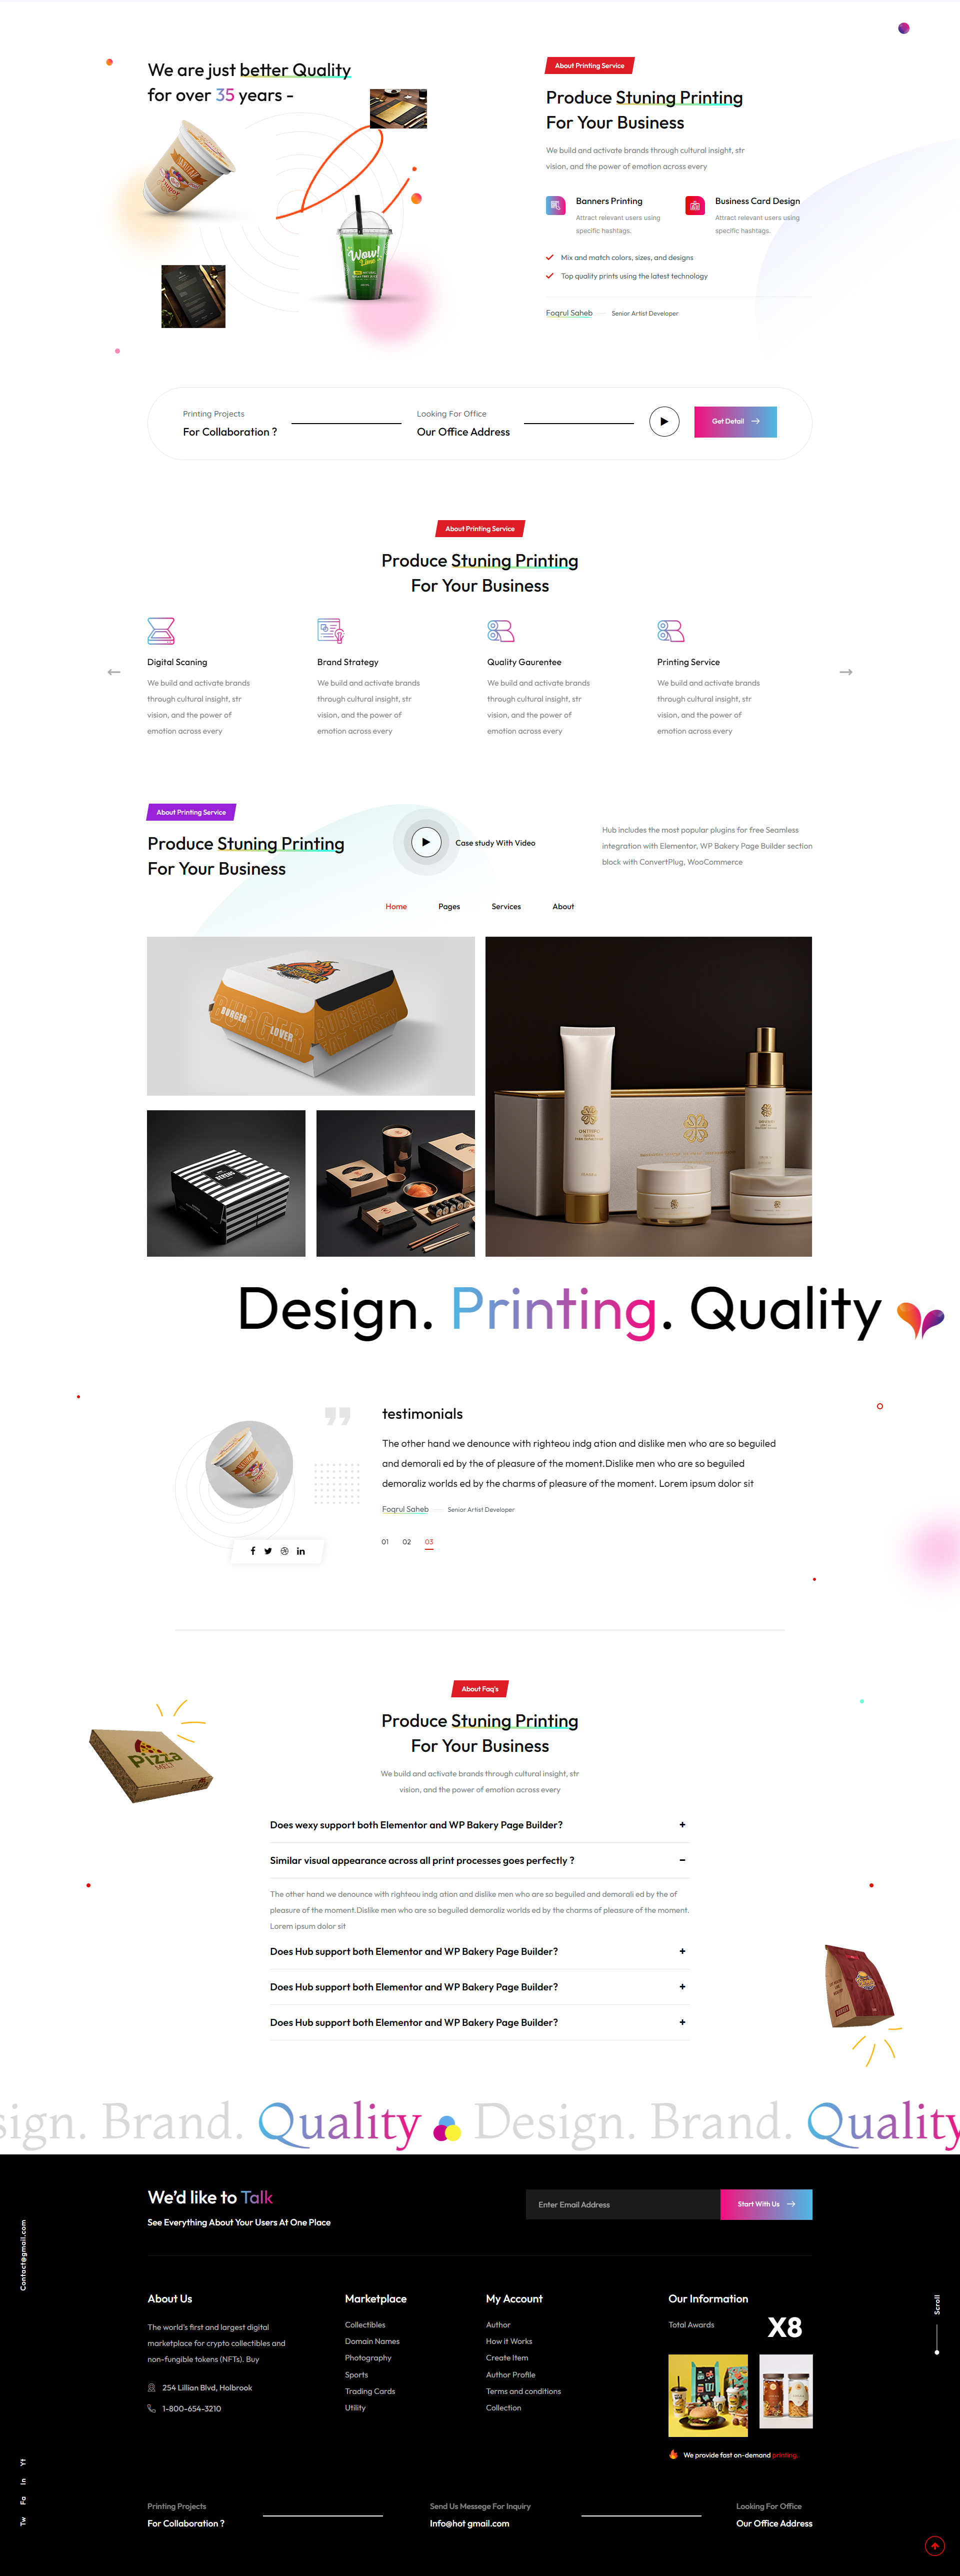 We are just better Quality
for over 35 years -
About Printing Service
Produce Stuning Printing
For Your Business
We build and activate brands through cultural insight, str
vision, and the power of emotion across every
Banners Printing
Attract relevant users using
specific hashtags.
Business Card Design
Attract relevant users using
specific hashtags.
Mix and match colors, sizes, and designs
Top quality prints using the latest technology
Foqrul Saheb
Senior Artist Developer
Wow!
Lime
Printing Projects
For Collaboration ?
Looking For Office
Our Office Address
Get Detail
About Printing Service
Produce Stuning Printing
For Your Business
Digital Scaning
We build and activate brands
through cultural insight, str
vision, and the power of
emotion across every
Brand Strategy
We build and activate brands
through cultural insight, str
vision, and the power of
emotion across every
Quality Gaurentee
We build and activate brands
through cultural insight, str
vision, and the power of
emotion across every
Printing Service
We build and activate brands
through cultural insight, str
vision, and the power of
emotion across every
About Printing Service
Produce Stuning Printing
For Your Business
Case study With Video
Hub includes the most popular plugins for free Seamless
integration with Elementor, WP Bakery Page Builder section
block with ConvertPlug, WooCommerce
Home
Pages
Services
About
BURGER LOVER
Design. Printing. Quality
testimonials
The other hand we denounce with righteou indg ation and dislike men who are so beguiled
and demorali ed by the of pleasure of the moment.Dislike men who are so beguiled
demoraliz worlds ed by the charms of pleasure of the moment. Lorem ipsum dolor sit
Foqrul Saheb
Senior Artist Developer
01
02
03
About Faq's
Produce Stuning Printing
For Your Business
We build and activate brands through cultural insight, str
vision, and the power of emotion across every
Pizza
Does wexy support both Elementor and WP Bakery Page Builder?
Similar visual appearance across all print processes goes perfectly ?
The other hand we denounce with righteou indg ation and dislike men who are so beguiled and demorali ed by the of
pleasure of the moment.Dislike men who are so beguiled demoraliz worlds ed by the charms of pleasure of the moment.
Lorem ipsum dolor sit
Does Hub support both Elementor and WP Bakery Page Builder?
Does Hub support both Elementor and WP Bakery Page Builder?
Does Hub support both Elementor and WP Bakery Page Builder?
sign. Brand. Quality Design. Brand. Quality
We'd like to Talk
See Everything About Your Users At One Place
Enter Email Address
Start With Us
Contact@gmail.com
Scroll
About Us
The world's first and largest digital
marketplace for crypto collectibles and
non-fungible tokens (NFTs). Buy
254 Lillian Blvd, Holbrook
1-800-654-3210
Marketplace
Collectibles
Domain Names
Photography
Sports
Trading Cards
Utility
My Account
Author
How it Works
Create Item
Author Profile
Terms and conditions
Collection
Our Information
Total Awards
X8
We provide fast on-demand printing.
Tw Fa In Yt
Printing Projects
For Collaboration ?
Send Us Messege For Inquiry
Info@hot gmail.com
Looking For Office
Our Office Address